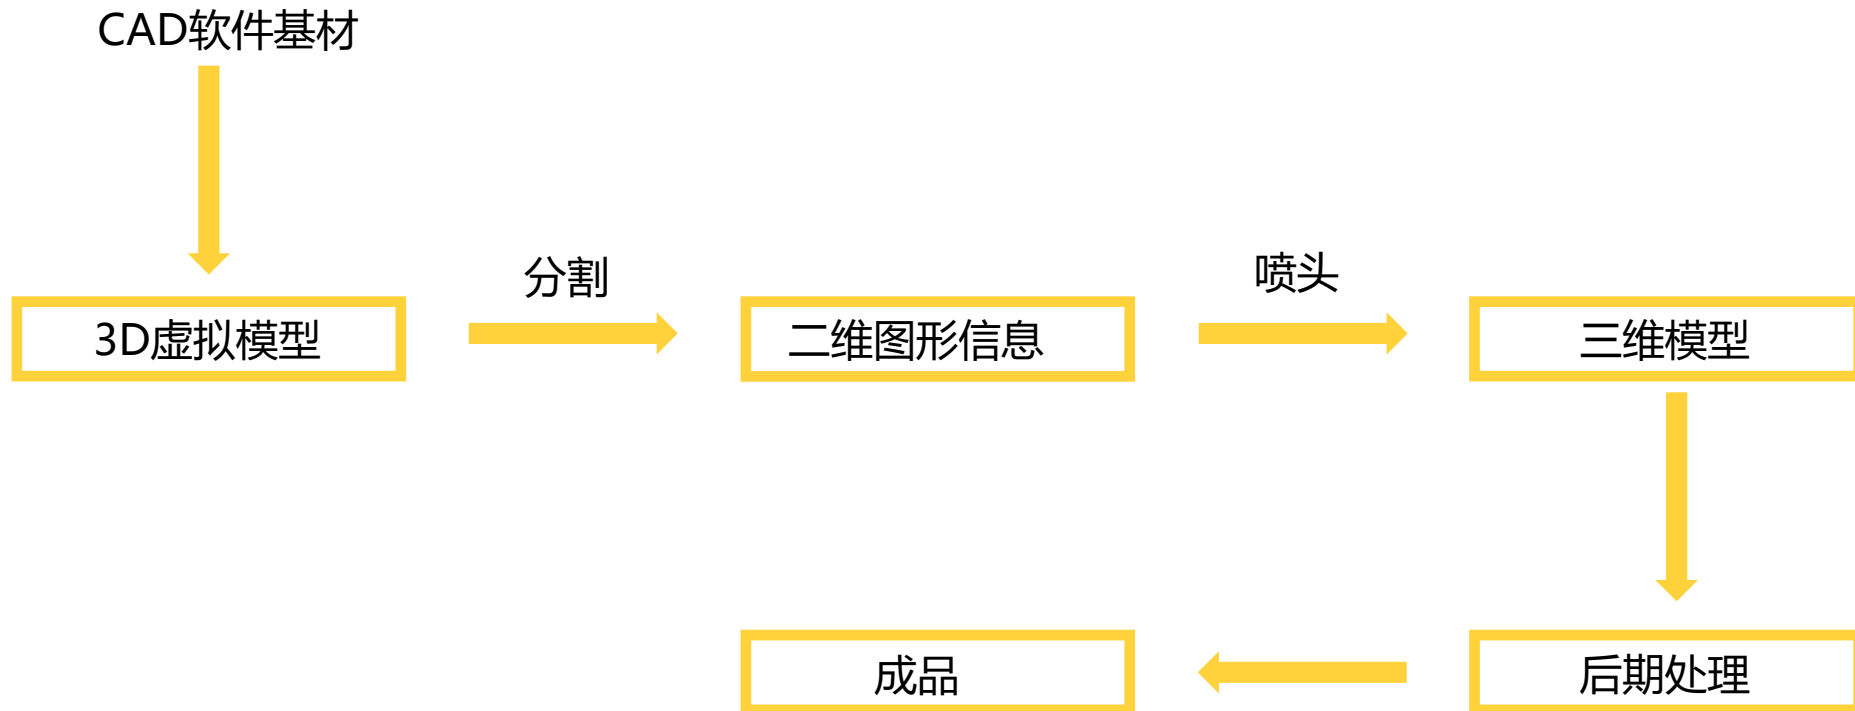 CAD软件基材
分割
喷头
3D虚拟模型
二维图形信息
三维模型
成品
后期处理